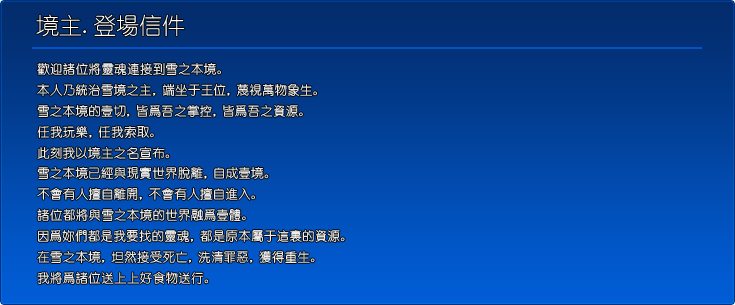 境主. 登場信件
歡迎諸位將靈魂連接到雪之本境。
本人乃統治雪境之主, 端坐于王位, 蔑視萬物象生。
雪之本境的壹切, 皆爲吾之掌控, 皆爲吾之資源。
任我玩樂, 任我索取。
此刻我以境主之名宣布。
雪之本境已經與現實世界脫離, 自成壹境。
不會有人擅自離開, 不會有人擅自進入。
諸位都將與雪之本境的世界融爲壹體。
因爲妳們都是我要找的靈魂, 都是原本屬于這裏的資源。
在雪之本境, 坦然接受死亡, 洗清罪惡, 獲得重生。
我將爲諸位送上上好食物送行。